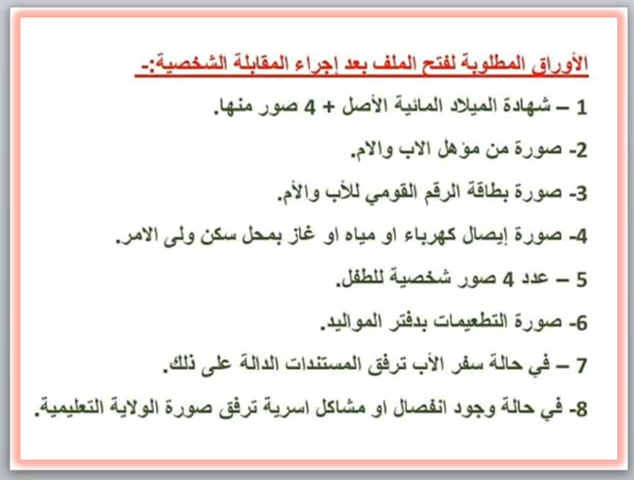 الأوراق المطلوبة لفتح الملف بعد إجراء المقابلة الشخصية:-
1 – شهادة الميلاد المائية الأصل + 4 صور منها.
2- صورة من مؤهل الاب والام.
3- صورة بطاقة الرقم القومي للأب والأم.
4- صورة إيصال كهرباء او مياه او غاز بمحل سكن ولى الامر.
5 – عدد 4 صور شخصية للطفل.
6- صورة التطعيمات بدفتر المواليد.
7 – في حالة سفر الأب ترفق المستندات الدالة على ذلك.
8- في حالة وجود انفصال او مشاكل اسرية ترفق صورة الولاية التعليمية.